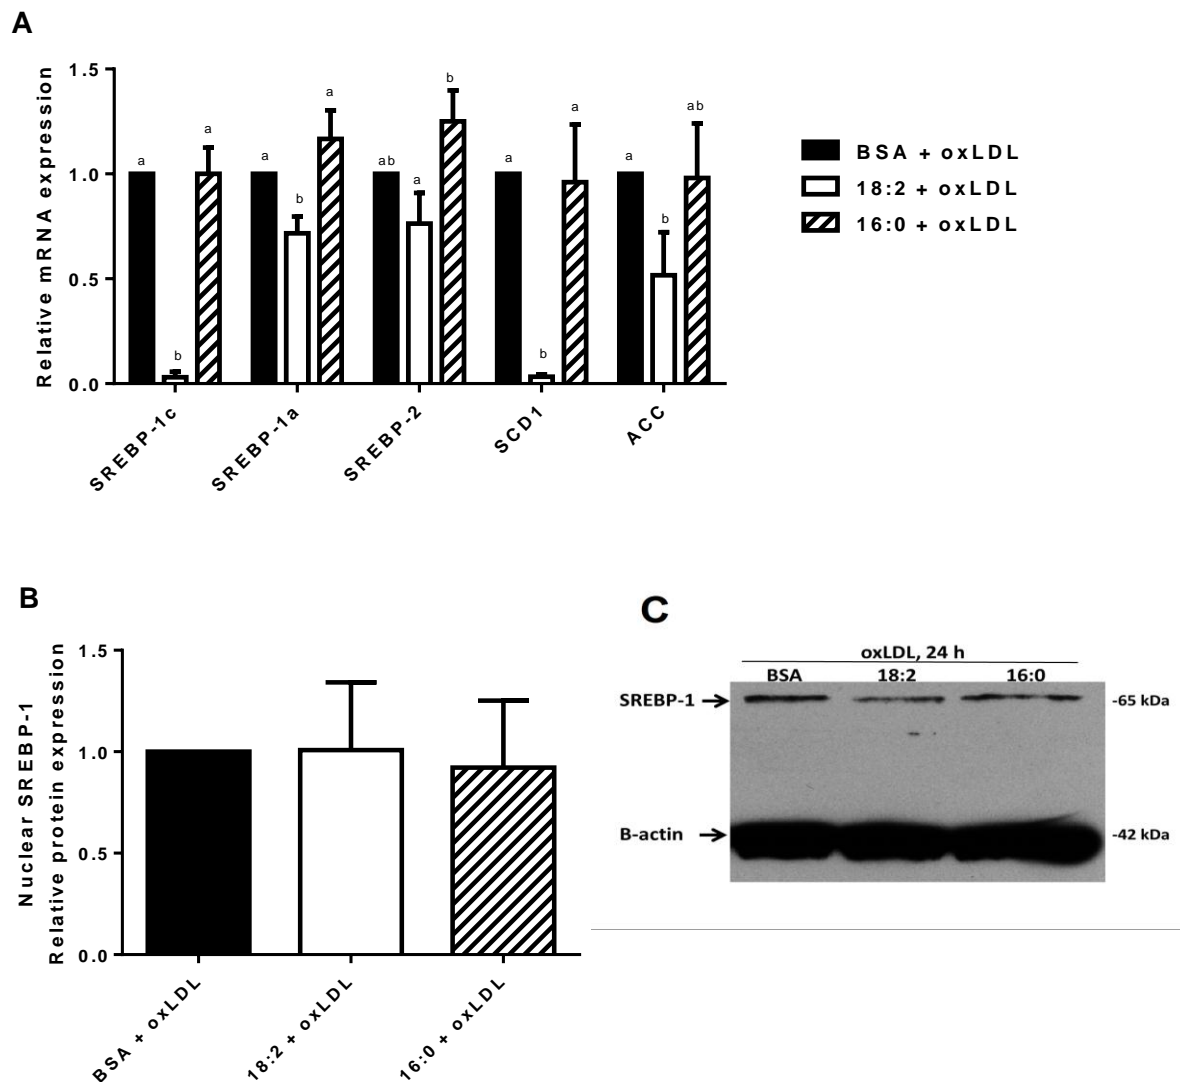 A
Relative mRNA expression
1.5
1.0
0.5
0.0
a
b
a
a
b
a
ab
a
b
a
b
a
a
b
ab
SREBP-1c
SREBP-1a
SREBP-2
SCD1
ACC
BSA + oxLDL
18:2 + oxLDL
16:0 + oxLDL
B
Nuclear SREBP-1
Relative protein expression
1.5
1.0
0.5
0.0
BSA + oxLDL
18:2 + oxLDL
16:0 + oxLDL
C
oxLDL, 24 h
BSA 18:2 16:0
SREBP-1 -65 kDa
B-actin -42 kDa